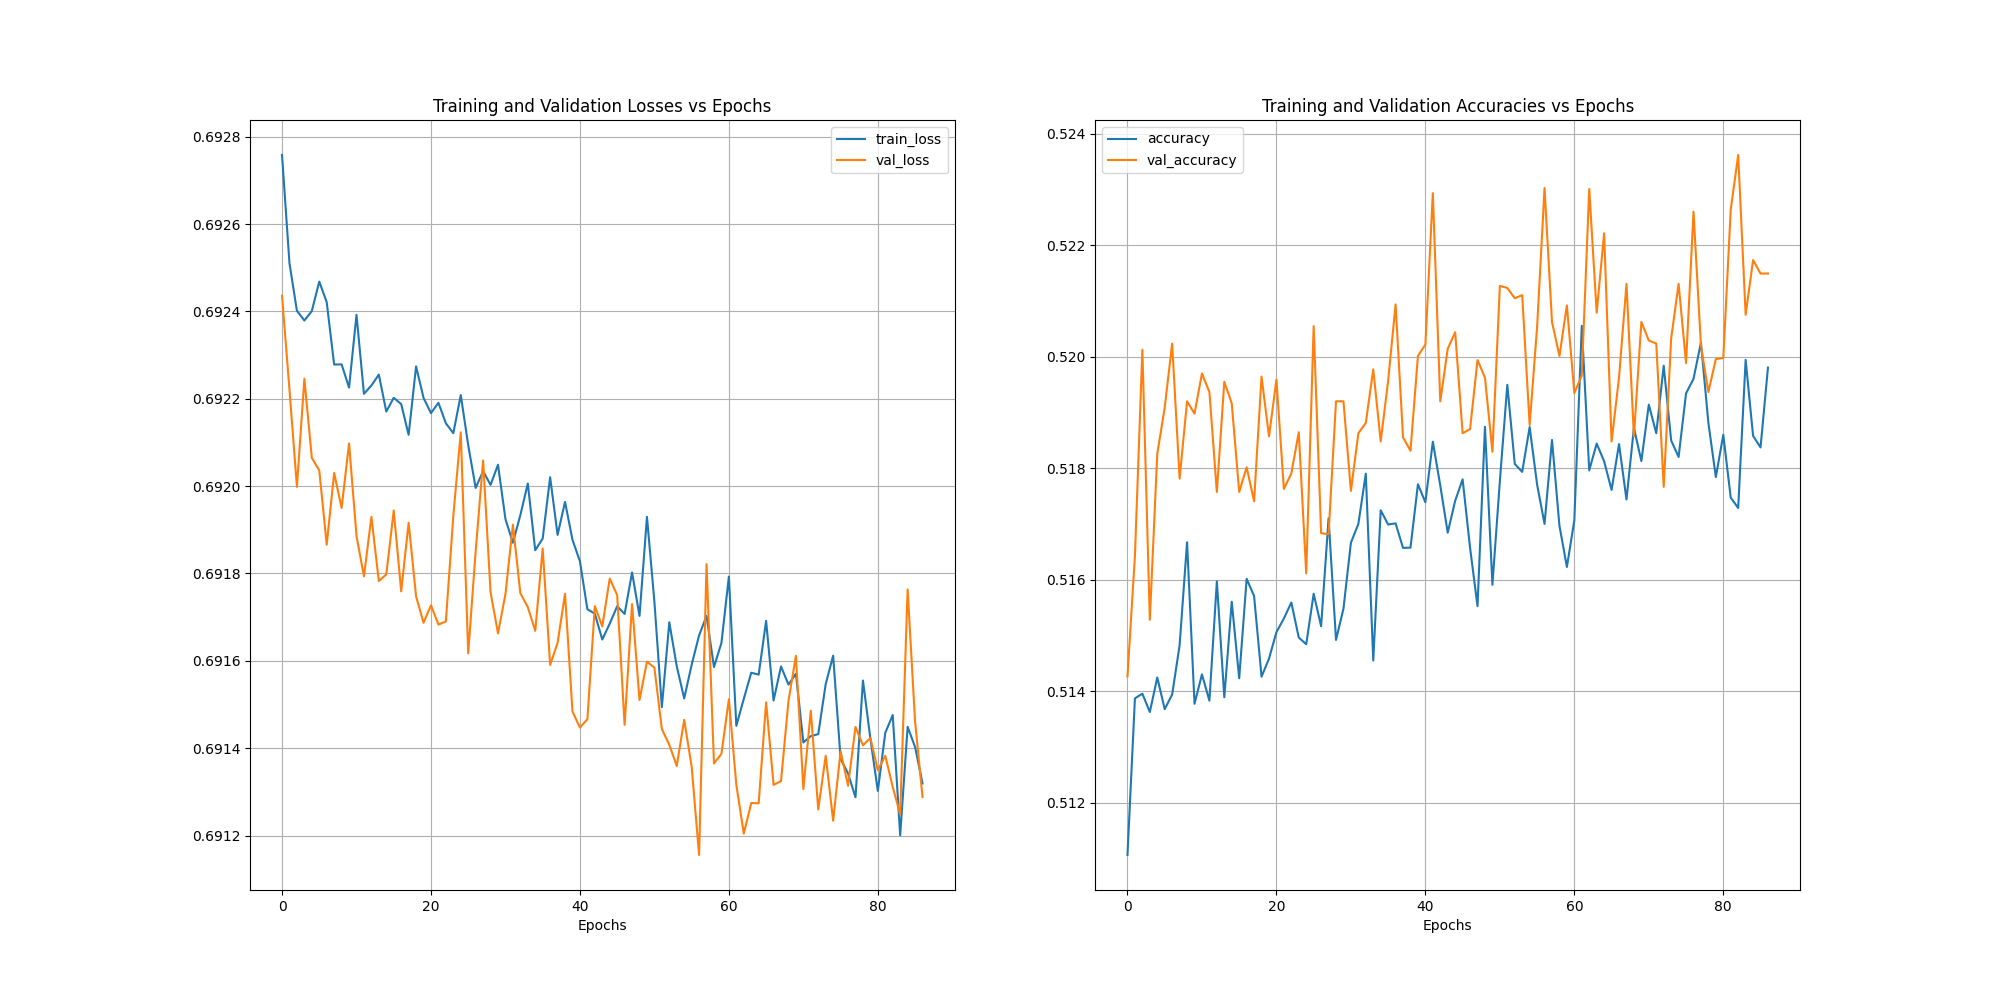 Training and Validation Losses vs Epochs
train_loss
val_loss
0.6928
0.6926
0.6924
0.6922
0.6920
0.6918
0.6916
0.6914
0.6912
0 20 40 60 80
Epochs
Training and Validation Accuracies vs Epochs
accuracy
val_accuracy
0.524
0.522
0.520
0.518
0.516
0.514
0.512
0 20 40 60 80
Epochs